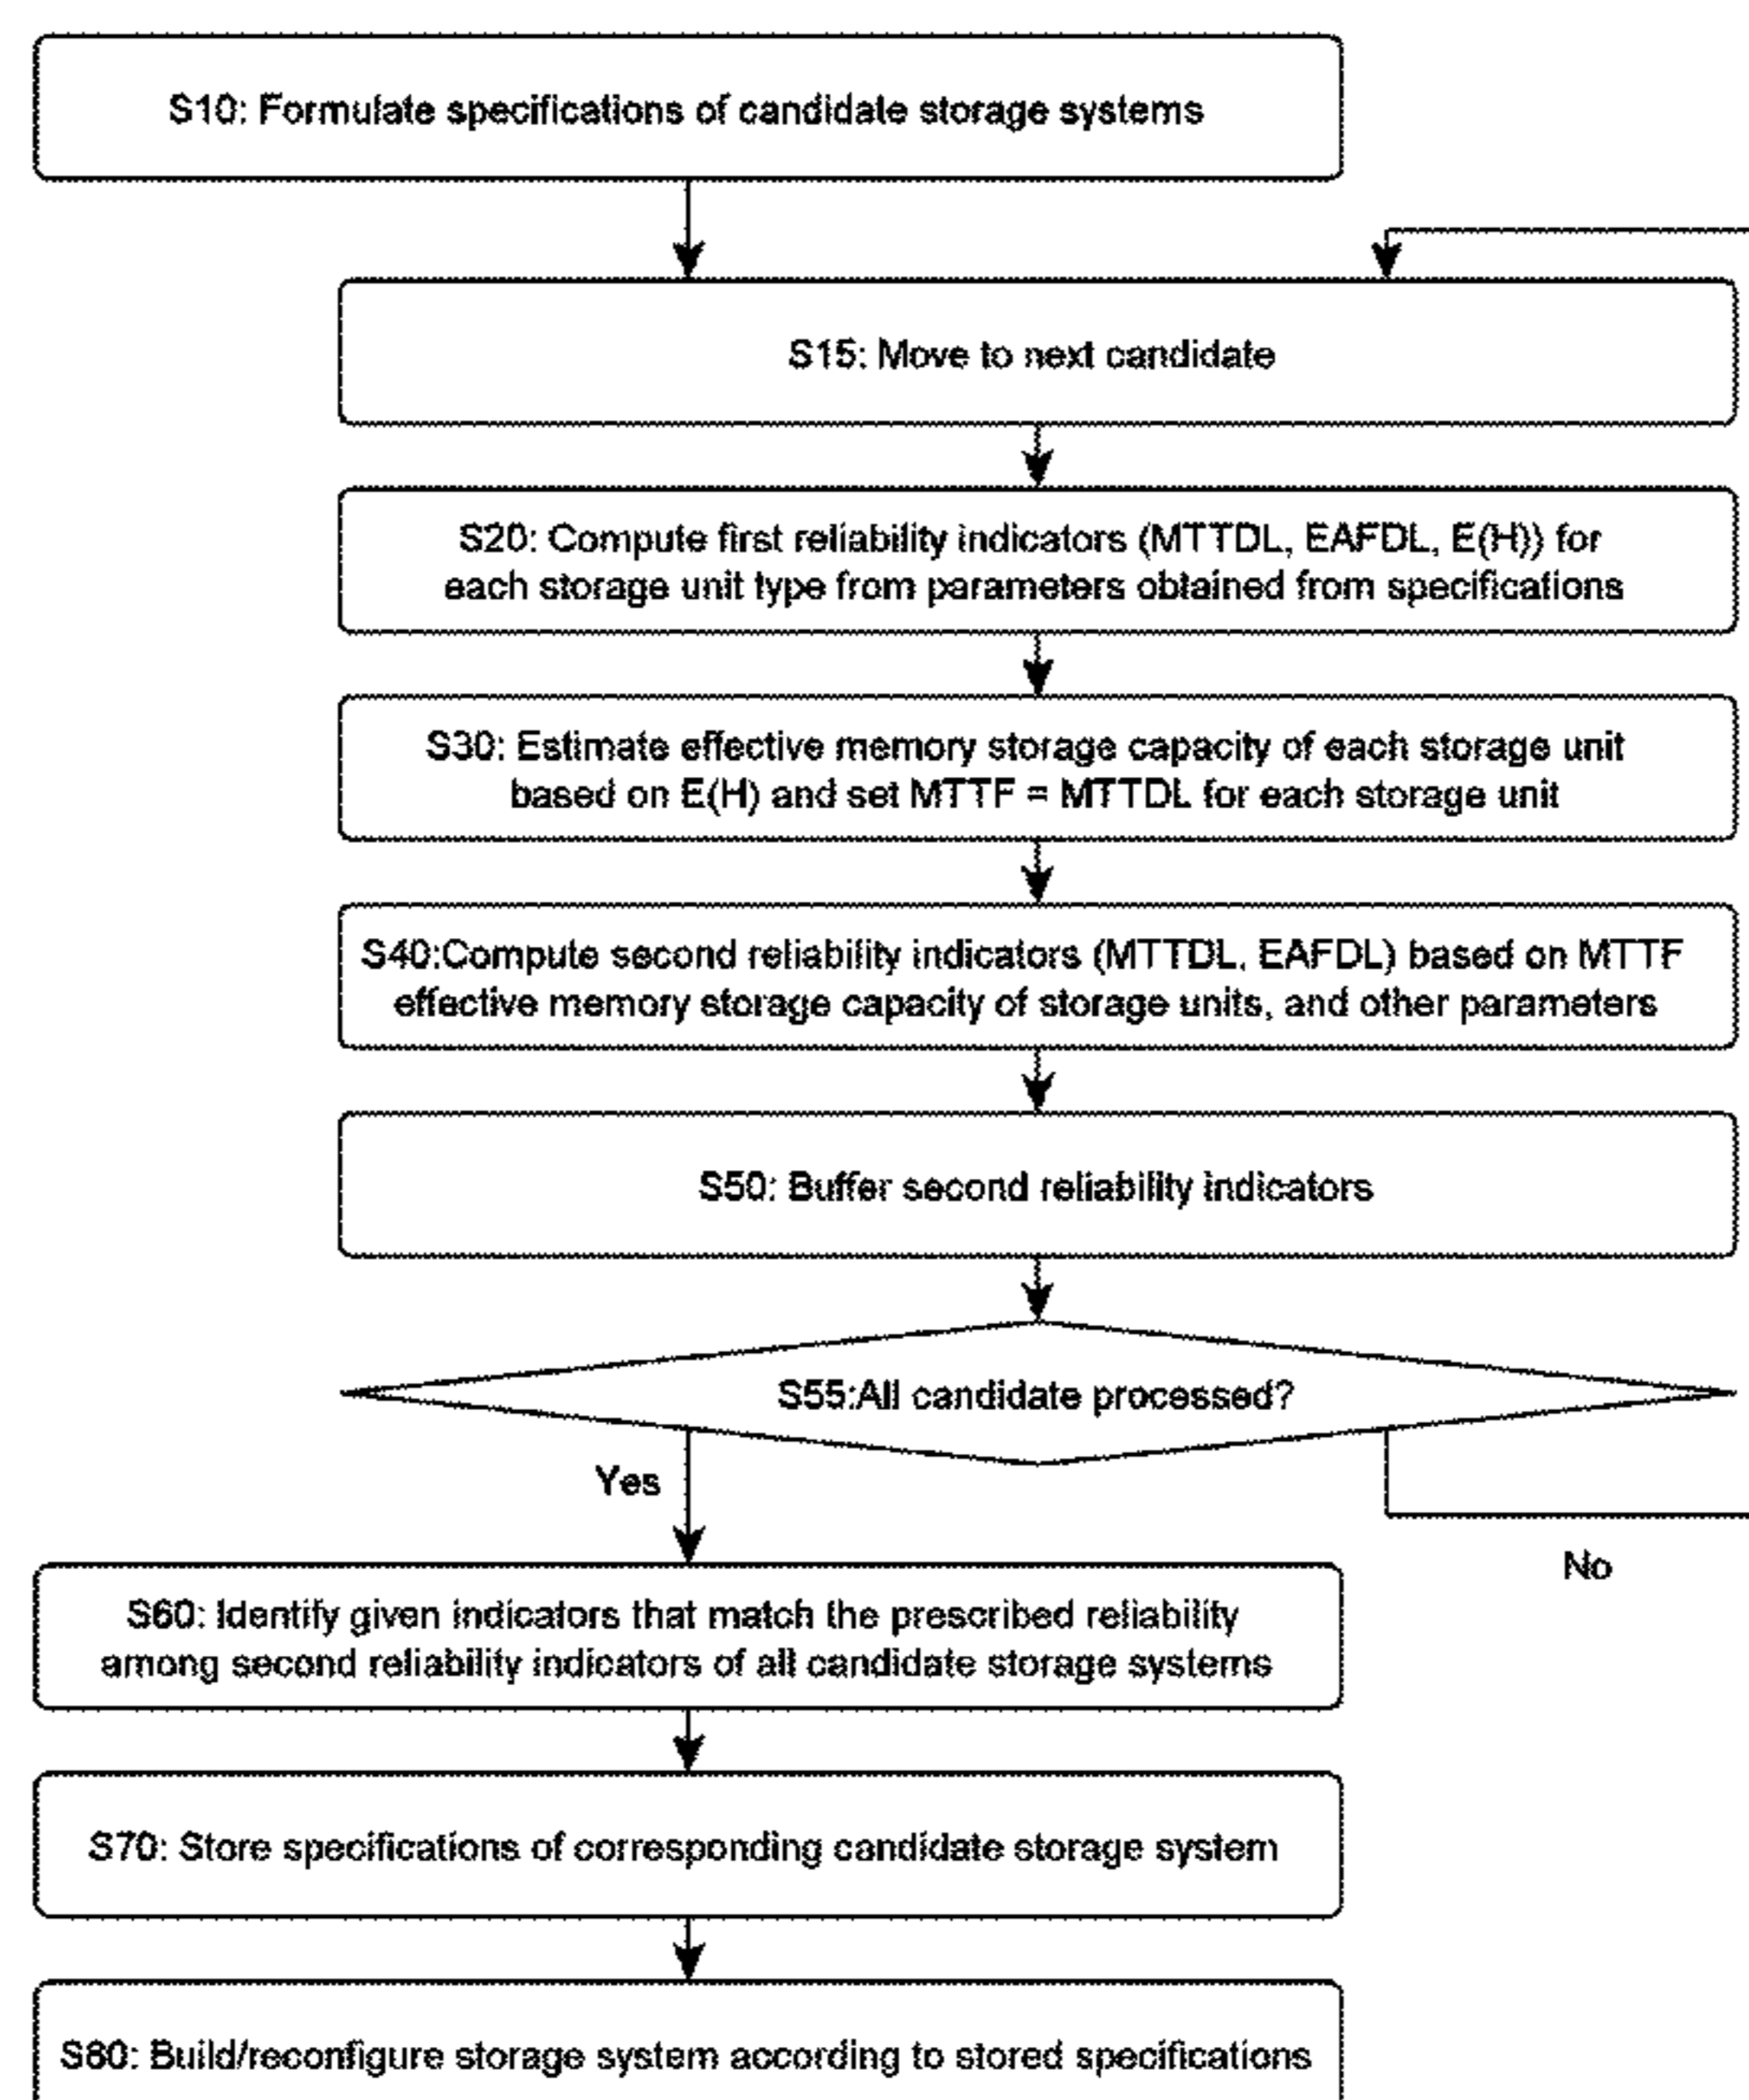 S10: Formulate specifications of candidate storage systems
S15: Move to next candidate
S20: Compute first reliability indicators (MTTDL, EAFDL, E(H)) for
each storage unit type from parameters obtained from specifications
S30: Estimate effective memory storage capacity of each storage unit
based on E(H) and set MTTF = MTTDL for each storage unit
S40:Compute second reliability indicators (MTTDL, EAFDL) based on MTTF
effective memory storage capacity of storage units, and other parameters
S50: Buffer second reliability indicators
S55:All candidate processed?
Yes
No
S60: Identify given indicators that match the prescribed reliability
among second reliability indicators of all candidate storage systems
S70: Store specifications of corresponding candidate storage system
S80: Build/reconfigure storage system according to stored specifications